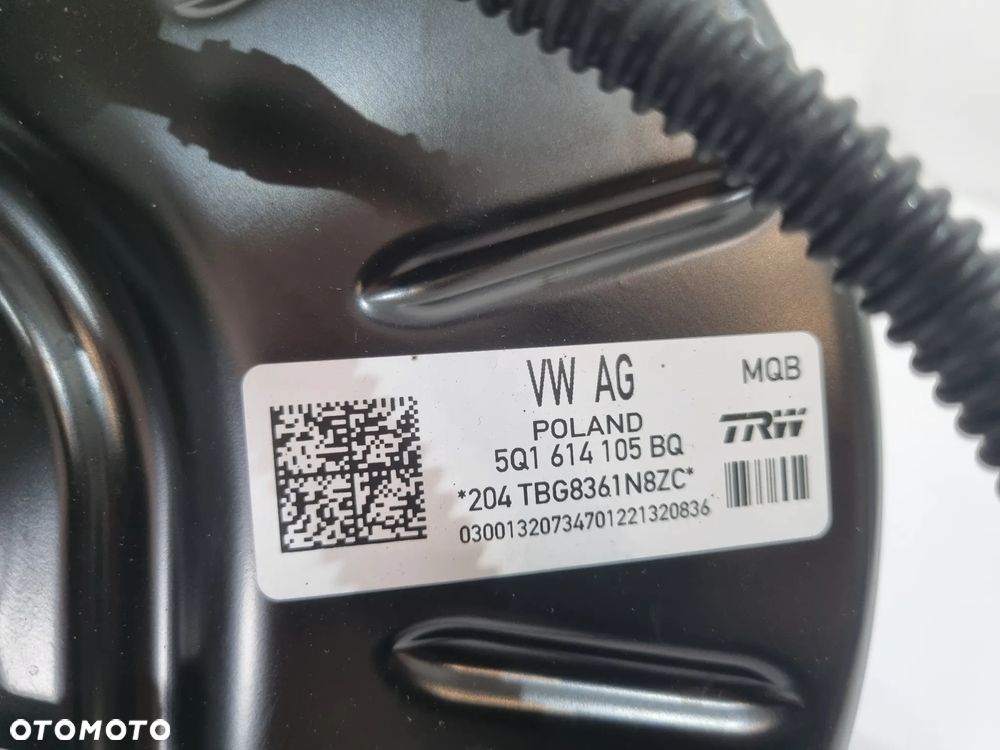 VW AG
MQB
POLAND
TRW
5Q1 614 105 BQ
*204 TBG8361N8ZC*
03001320734701221320836
OTOMOTO